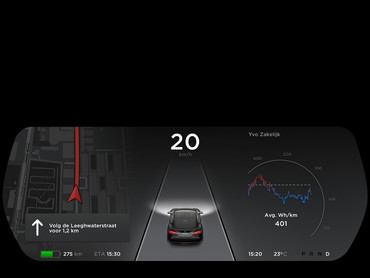 20
km/h
Yvo Zakelijk
Volg de Leeghwaterstraat
voor 1,2 km
Avg. Wh/km
401
275 km
ETA 15:30
15:20
23°C
P R N D